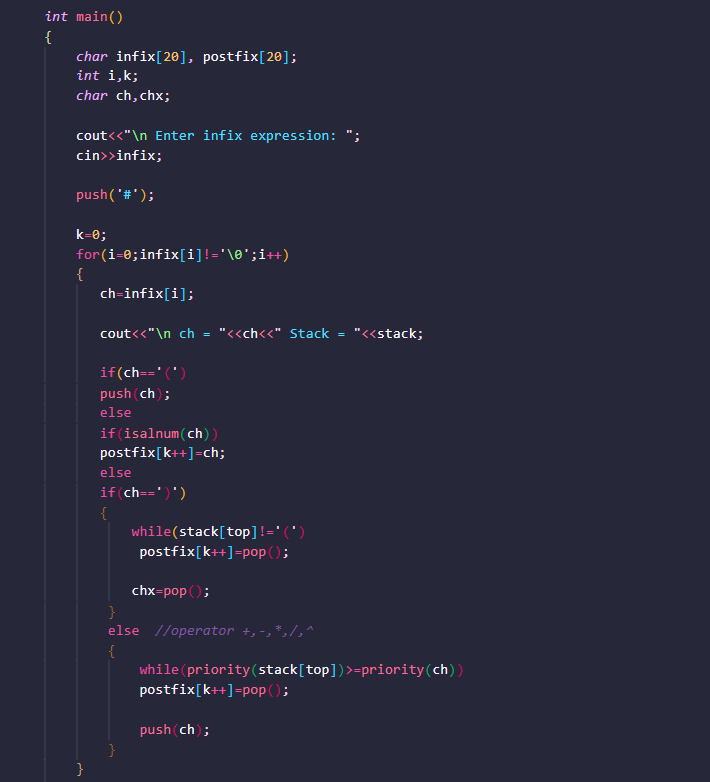 int main()
{
char infix[20], postfix[20];
int i,k;
char ch,chx;
cout<<"\n Enter infix expression: ";
cin>>infix;
push('#');
k=0;
for(i=0;infix[i]!='\0';i++)
{
ch=infix[i];
cout<<"\n ch = "<<ch<<" Stack = "<<stack;
if(ch=='(')
push(ch);
else
if(isalnum(ch))
postfix[k++]=ch;
else
if(ch==')')
{
while(stack[top]!='(')
postfix[k++]=pop();
chx=pop();
}
else  //operator +,-,*,/,^
{
while(priority(stack[top])>=priority(ch))
postfix[k++]=pop();
push(ch);
}
}